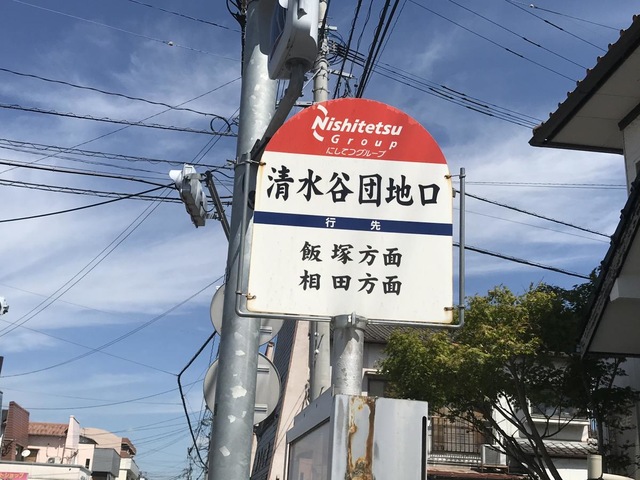 Nishitetsu
Group
にしてつグループ
清水谷団地口
行先
飯塚方面
相田方面